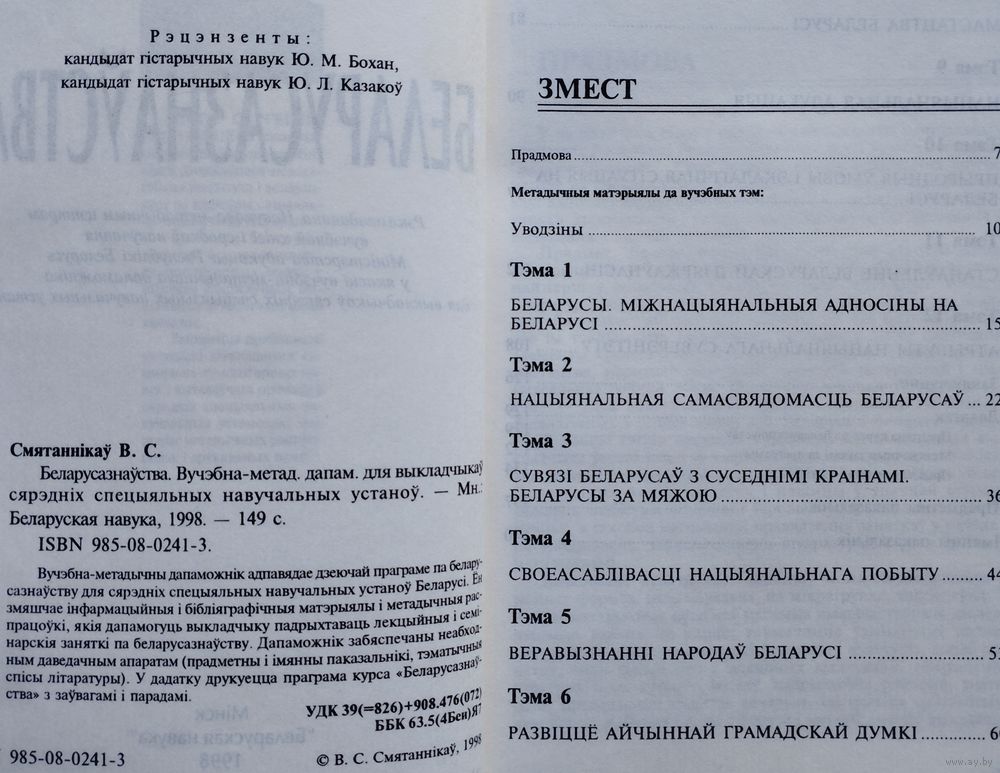 Рэцэнзенты:
кандыдат гістарычных навук Ю. М. Бохан,
кандыдат гістарычных навук Ю. Л. Казакоў
Смятаннікаў В. С.
Беларусазнаўства. Вучэбна-метад. дапам. для выкладчыкаў
сярэдніх спецыяльных навучальных устаноў. — Мн.:
Беларуская навука, 1998. — 149 с.
ISBN 985-08-0241-3.
Вучэбна-метадычны дапаможнік адпавядае дзеючай праграме па белару-
сазнаўству для сярэдніх спецыяльных навучальных устаноў Беларусі. Ён
змяшчае інфармацыйныя і бібліяграфічныя матэрыялы і метадычныя рас-
працоўкі, якія дапамогуць выкладчыку падрыхтаваць лекцыйныя і семі-
нарскія заняткі па беларусазнаўству. Дапаможнік забяспечаны неабход-
ным даведачным апаратам (прадметны і імянны паказальнікі, тэматычныя
спісы літаратуры). У дадатку друкуецца праграма курса «Беларусазнаў-
ства» з заўвагамі і парадамі.
УДК 39(=826)+908.476(072)
ББК 63.5(4Беи)Я7
985-08-0241-3
© В. С. Смятаннікаў, 1998
ЗМЕСТ
Прадмова 7
Метадычныя матэрыялы да вучэбных тэм:
Уводзіны 10
Тэма 1
БЕЛАРУСЫ. МІЖНАЦЫЯНАЛЬНЫЯ АДНОСІНЫ НА
БЕЛАРУСІ 15
Тэма 2
НАЦЫЯНАЛЬНАЯ САМАСВЯДОМАСЦЬ БЕЛАРУСАЎ ... 22
Тэма 3
СУВЯЗІ БЕЛАРУСАЎ З СУСЕДНІМІ КРАІНАМІ.
БЕЛАРУСЫ ЗА МЯЖОЮ 36
Тэма 4
СВОЕАСАБЛІВАСЦІ НАЦЫЯНАЛЬНАГА ПОБЫТУ 44
Тэма 5
ВЕРАВЫЗНАННІ НАРОДАЎ БЕЛАРУСІ
Тэма 6
РАЗВІЦЦЁ АЙЧЫННАЙ ГРАМАДСКАЙ ДУМКІ
www.ay.by